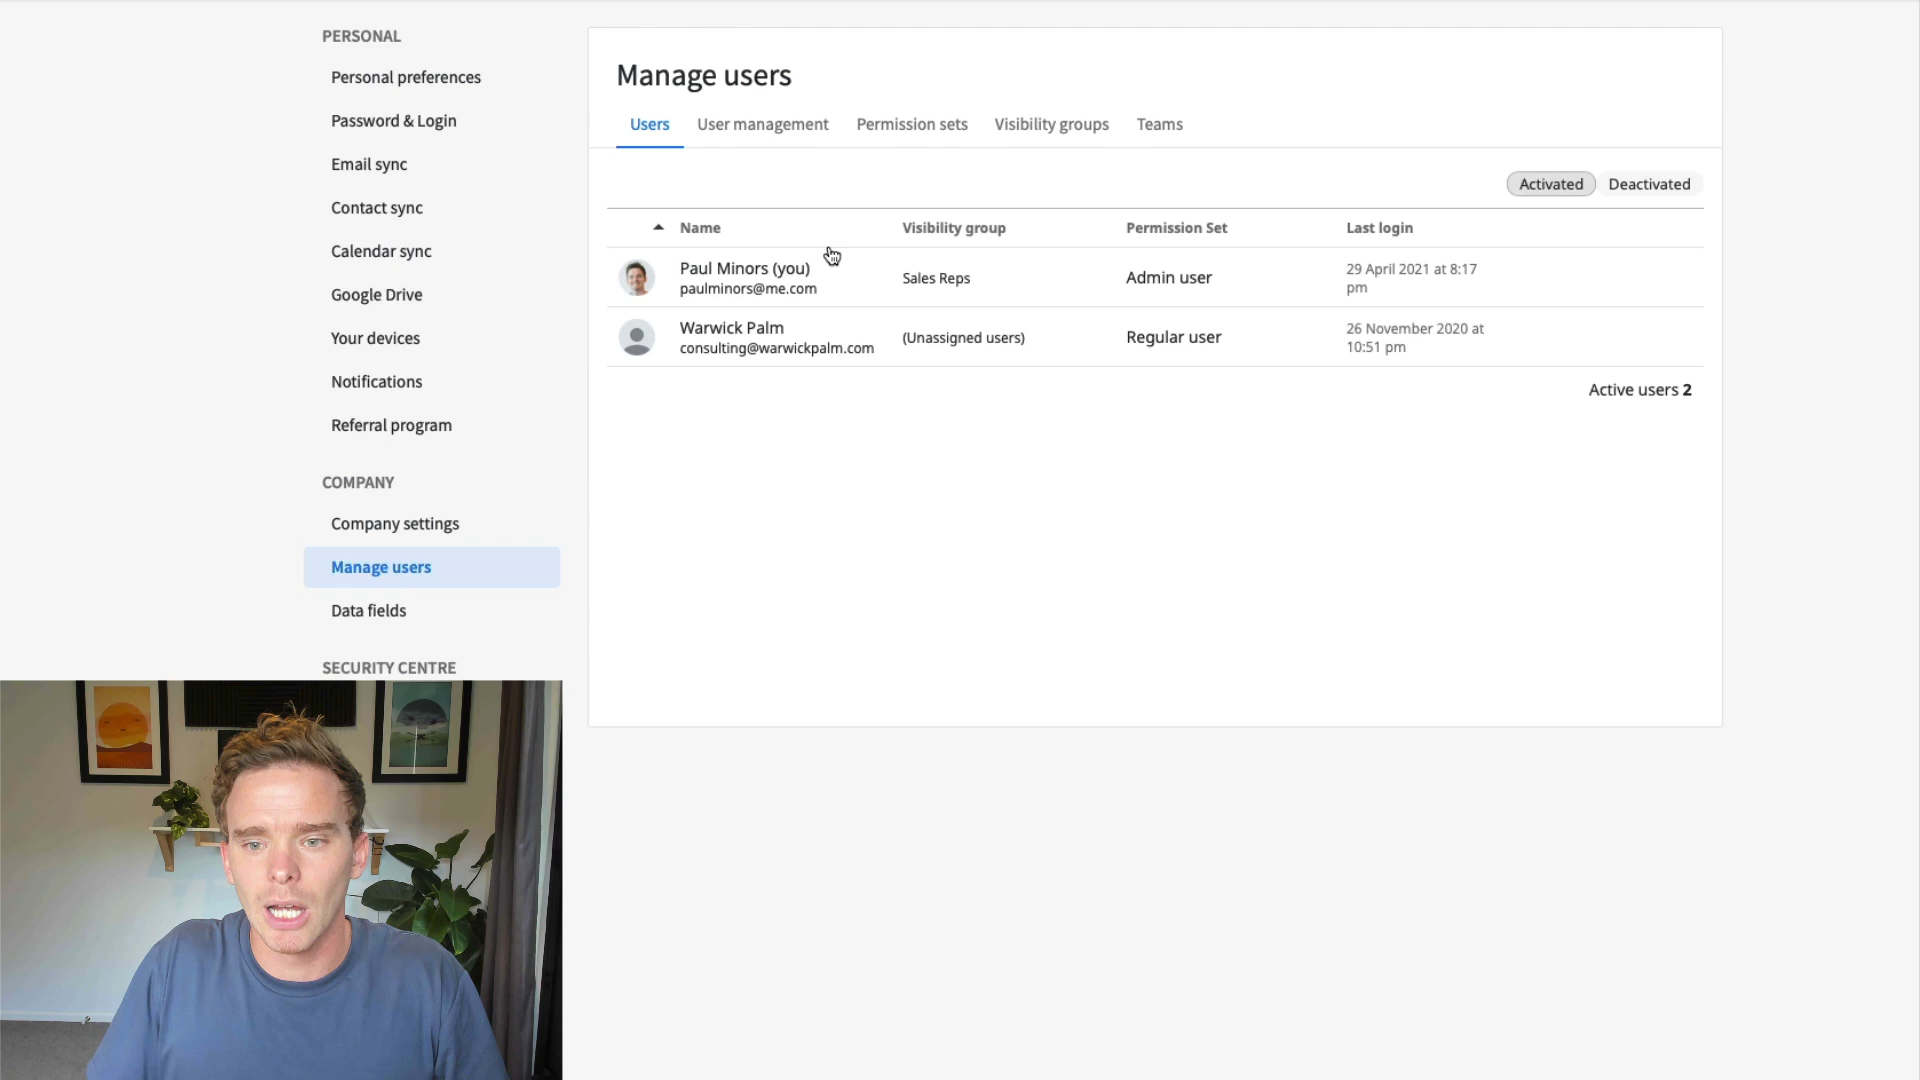 PERSONAL
Personal preferences
Password & Login
Email sync
Contact sync
Calendar sync
Google Drive
Your devices
Notifications
Referral program
COMPANY
Company settings
Manage users
Data fields
SECURITY CENTRE
Manage users
Users User management Permission sets Visibility groups Teams
Activated Deactivated
Name Visibility group Permission Set Last login
Paul Minors (you)
paulminors@me.com
Sales Reps
Admin user
29 April 2021 at 8:17
pm
Warwick Palm
consulting@warwickpalm.com
(Unassigned users)
Regular user
26 November 2020 at
10:51 pm
Active users 2